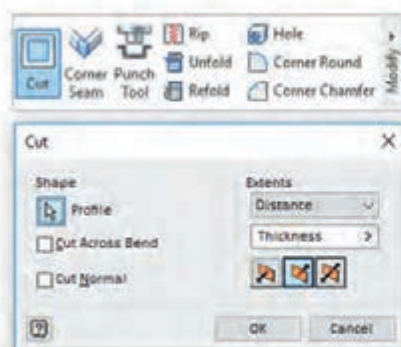 Cut
Corner Seam
Punch Tool
Rip
Unfold
Refold
Hole
Corner Round
Corner Chamfer
Modify
Cut
Shape
Profile
Cut Across Bend
Cut Normal
Extents
Distance
Thickness
OK
Cancel